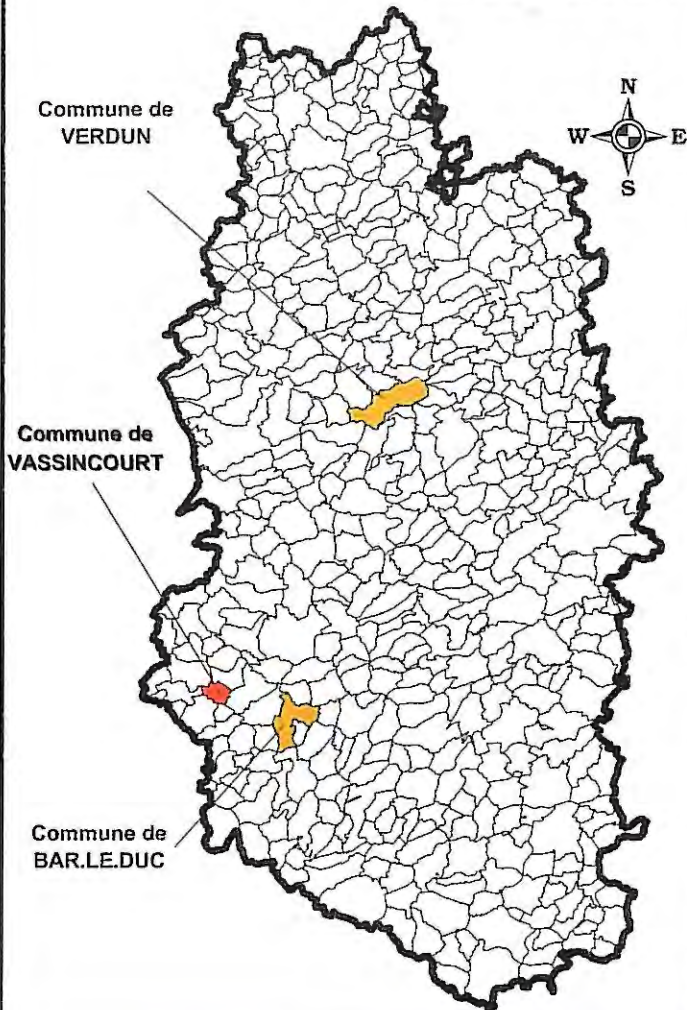 Commune de
VERDUN
N
W E
S
Commune de
VASSINCOURT
Commune de
BAR.LE.DUC